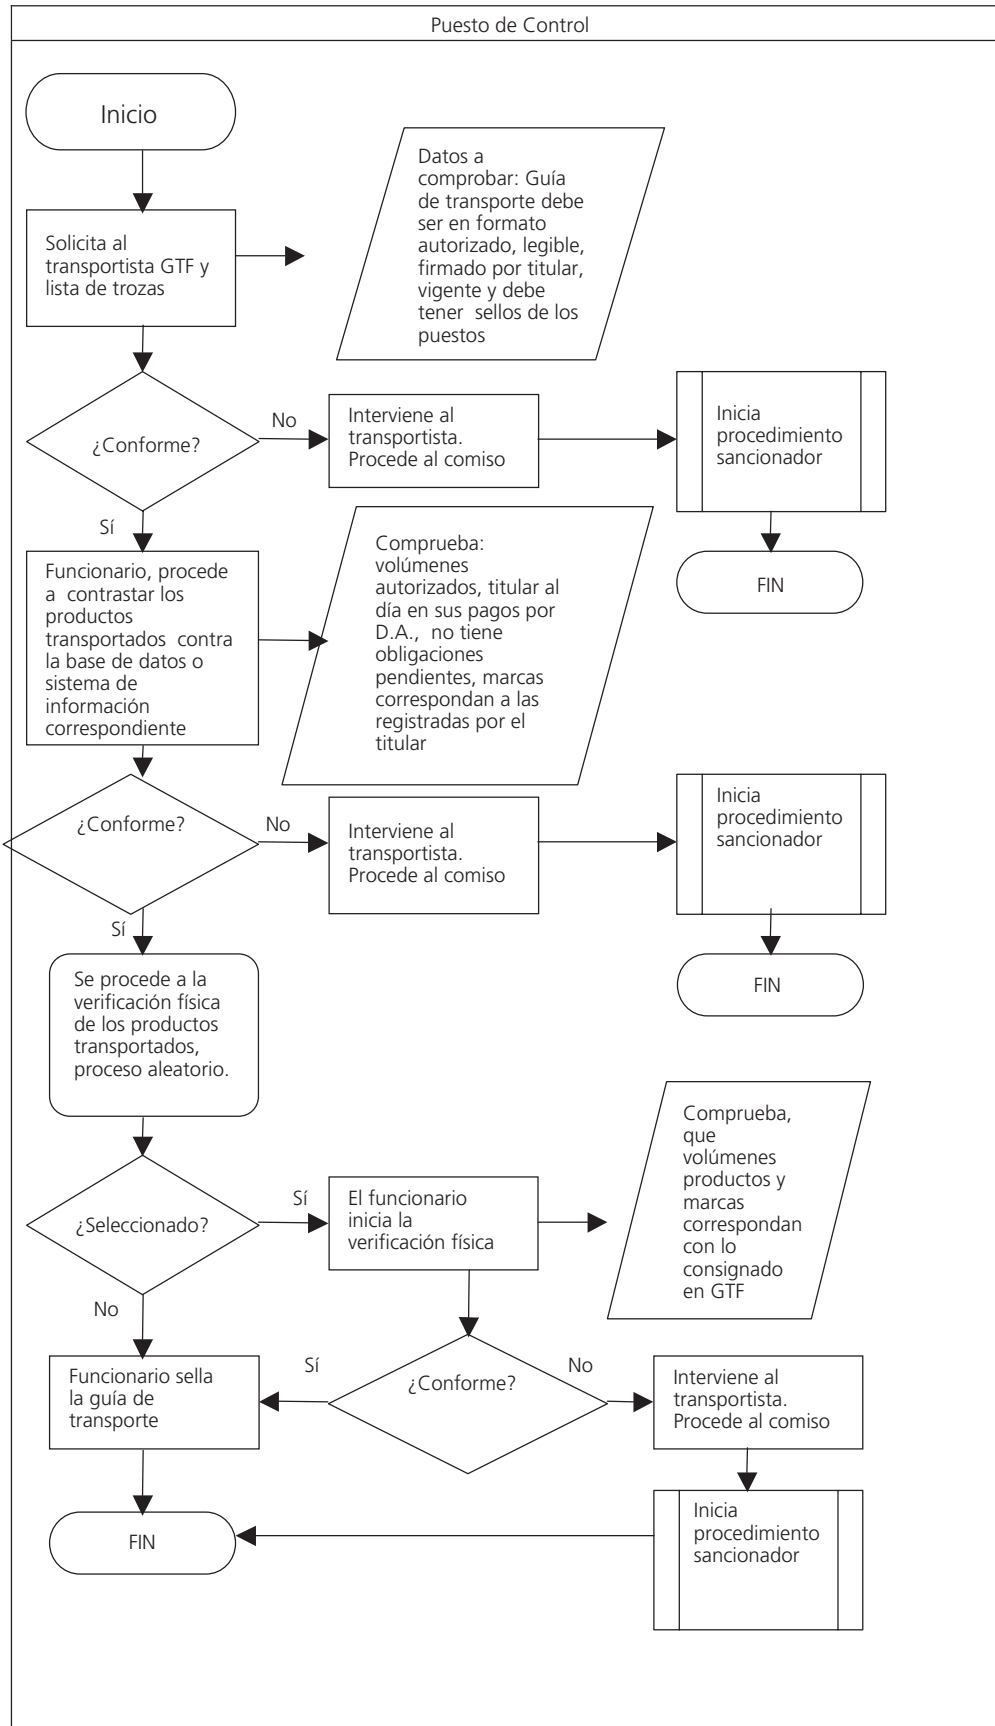 Puesto de Control
Inicio
Datos a
comprobar: Guía
de transporte debe
ser en formato
autorizado, legible,
firmado por titular,
vigente y debe
tener sellos de los
puestos
Solicita al
transportista GTF y
lista de trozas
¿Conforme?
No
Interviene al
transportista.
Procede al comiso
Inicia
procedimiento
sancionador
FIN
Sí
Funcionario, procede
a contrastar los
productos
transportados contra
la base de datos o
sistema de
información
correspondiente
Comprueba:
volúmenes
autorizados, titular al
día en sus pagos por
D.A., no tiene
obligaciones
pendientes, marcas
correspondan a las
registradas por el
titular
¿Conforme?
No
Interviene al
transportista.
Procede al comiso
Inicia
procedimiento
sancionador
FIN
Sí
Se procede a la
verificación física
de los productos
transportados,
proceso aleatorio.
¿Seleccionado?
Sí
El funcionario
inicia la
verificación física
Comprueba,
que
volúmenes
productos y
marcas
correspondan
con lo
consignado
en GTF
No
Funcionario sella
la guía de
transporte
Sí
¿Conforme?
No
Interviene al
transportista.
Procede al comiso
Inicia
procedimiento
sancionador
FIN